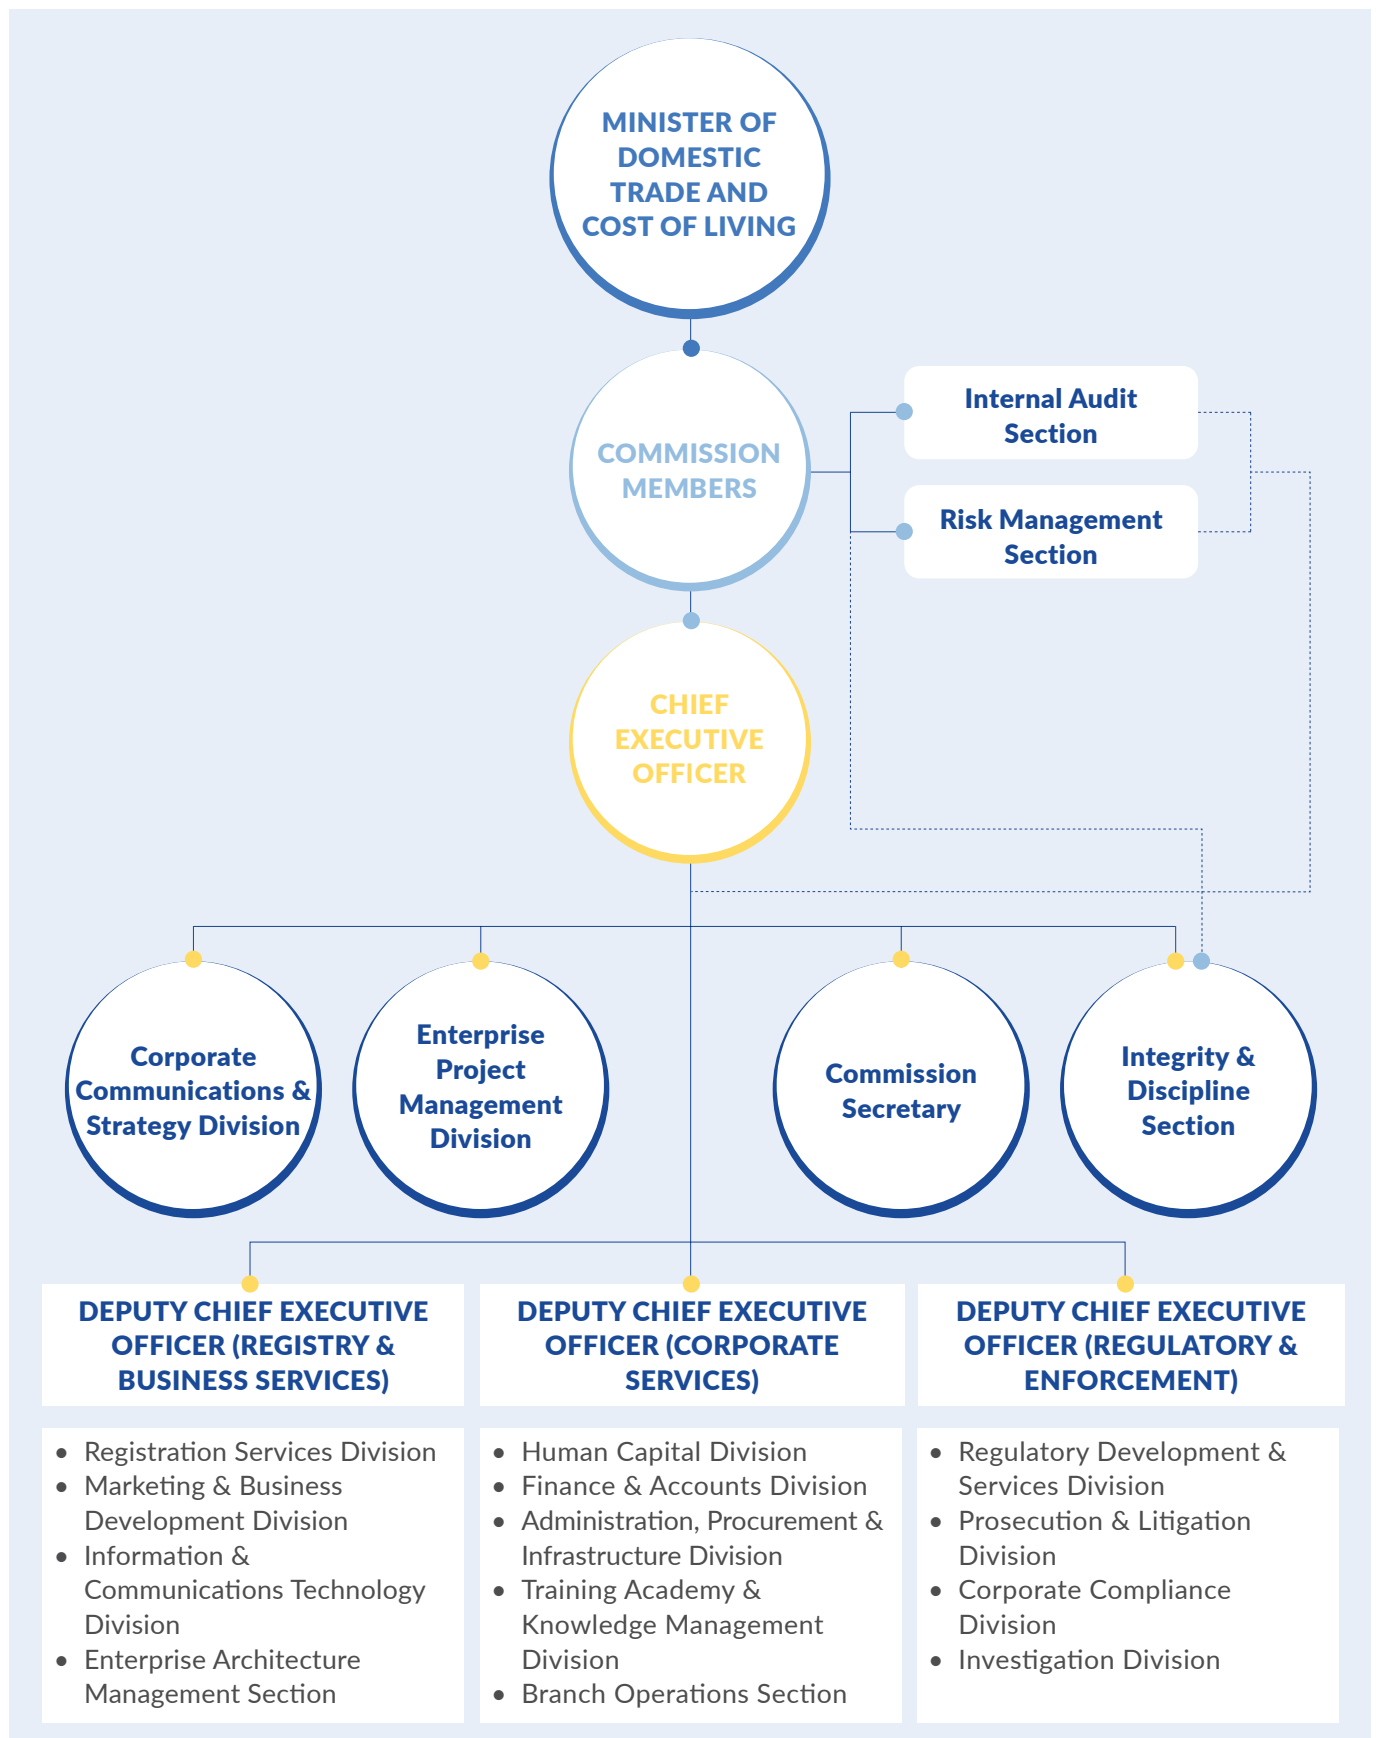 MINISTER OF
DOMESTIC
TRADE AND
COST OF LIVING
COMMISSION
MEMBERS
Internal Audit
Section
Risk Management
Section
CHIEF
EXECUTIVE
OFFICER
Corporate
Communications &
Strategy Division
Enterprise
Project
Management
Division
Commission
Secretary
Integrity &
Discipline
Section
DEPUTY CHIEF EXECUTIVE
OFFICER (REGISTRY &
BUSINESS SERVICES)
• Registration Services Division
• Marketing & Business
Development Division
• Information &
Communications Technology
Division
• Enterprise Architecture
Management Section
DEPUTY CHIEF EXECUTIVE
OFFICER (CORPORATE
SERVICES)
• Human Capital Division
• Finance & Accounts Division
• Administration, Procurement &
Infrastructure Division
• Training Academy &
Knowledge Management
Division
• Branch Operations Section
DEPUTY CHIEF EXECUTIVE
OFFICER (REGULATORY &
ENFORCEMENT)
• Regulatory Development &
Services Division
• Prosecution & Litigation
Division
• Corporate Compliance
Division
• Investigation Division